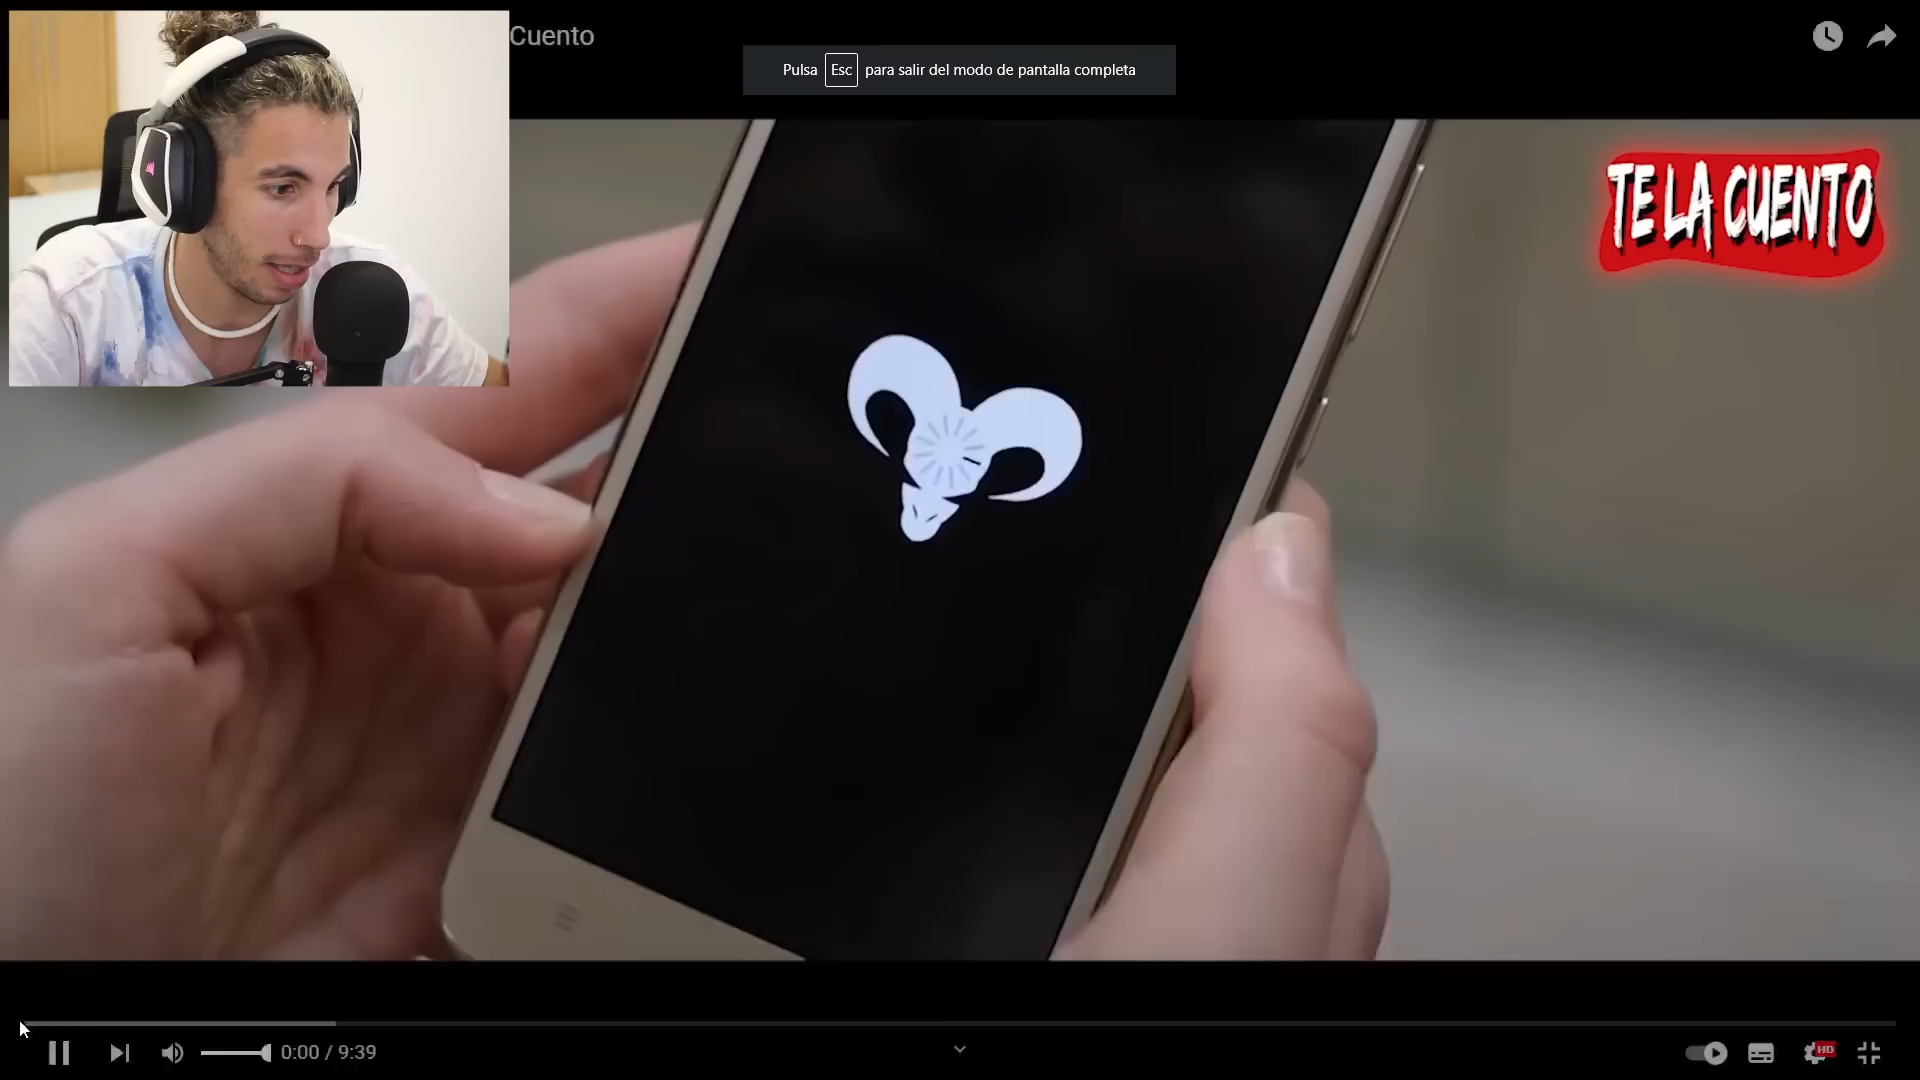 Cuento
Pulsa Esc para salir del modo de pantalla completa
TE LA CUENTO
0:00 / 9:39
HD